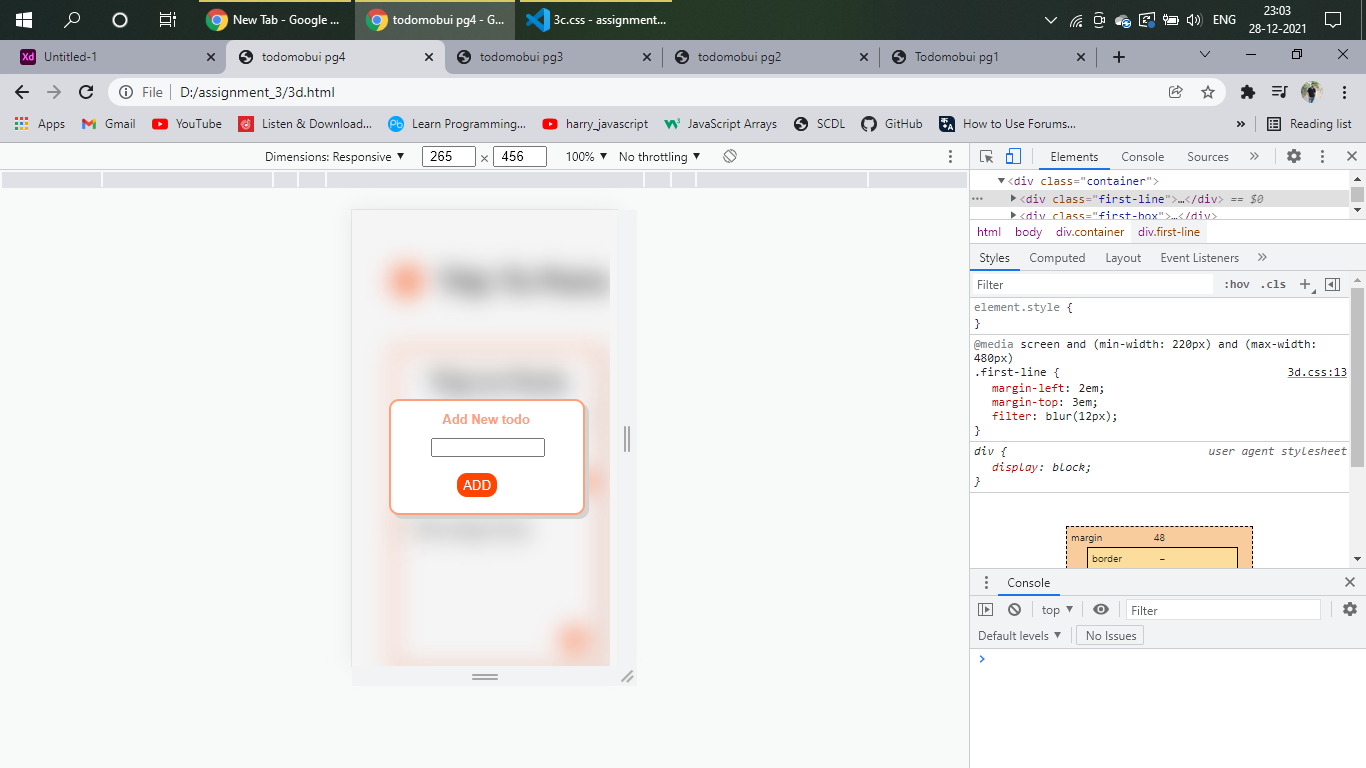 New Tab - Google ...
todomobui pg4 - G...
3c.css - assignment...
ENG
23:03
28-12-2021
Xd
Untitled-1
todomobui pg4
todomobui pg3
todomobui pg2
Todomobui pg1
File
D:/assignment_3/3d.html
Apps
Gmail
YouTube
Listen & Download...
Learn Programming...
harry_javascript
JavaScript Arrays
SCDL
GitHub
How to Use Forums...
»
Reading list
Dimensions: Responsive
265
×
456
100%
No throttling
Elements
Console
Sources
»
<div class="container">
<div class="first-line">…</div> == $0
<div class="first-box">…</div>
html
body
div.container
div.first-line
Styles
Computed
Layout
Event Listeners
»
Filter
:hov
.cls
element.style {
}
@media screen and (min-width: 220px) and (max-width:
480px)
.first-line {
3d.css:13
margin-left: 2em;
margin-top: 3em;
filter: blur(12px);
}
div {
user agent stylesheet
display: block;
}
margin
48
border
–
Console
top
Filter
Default levels
No Issues
Add New todo
ADD